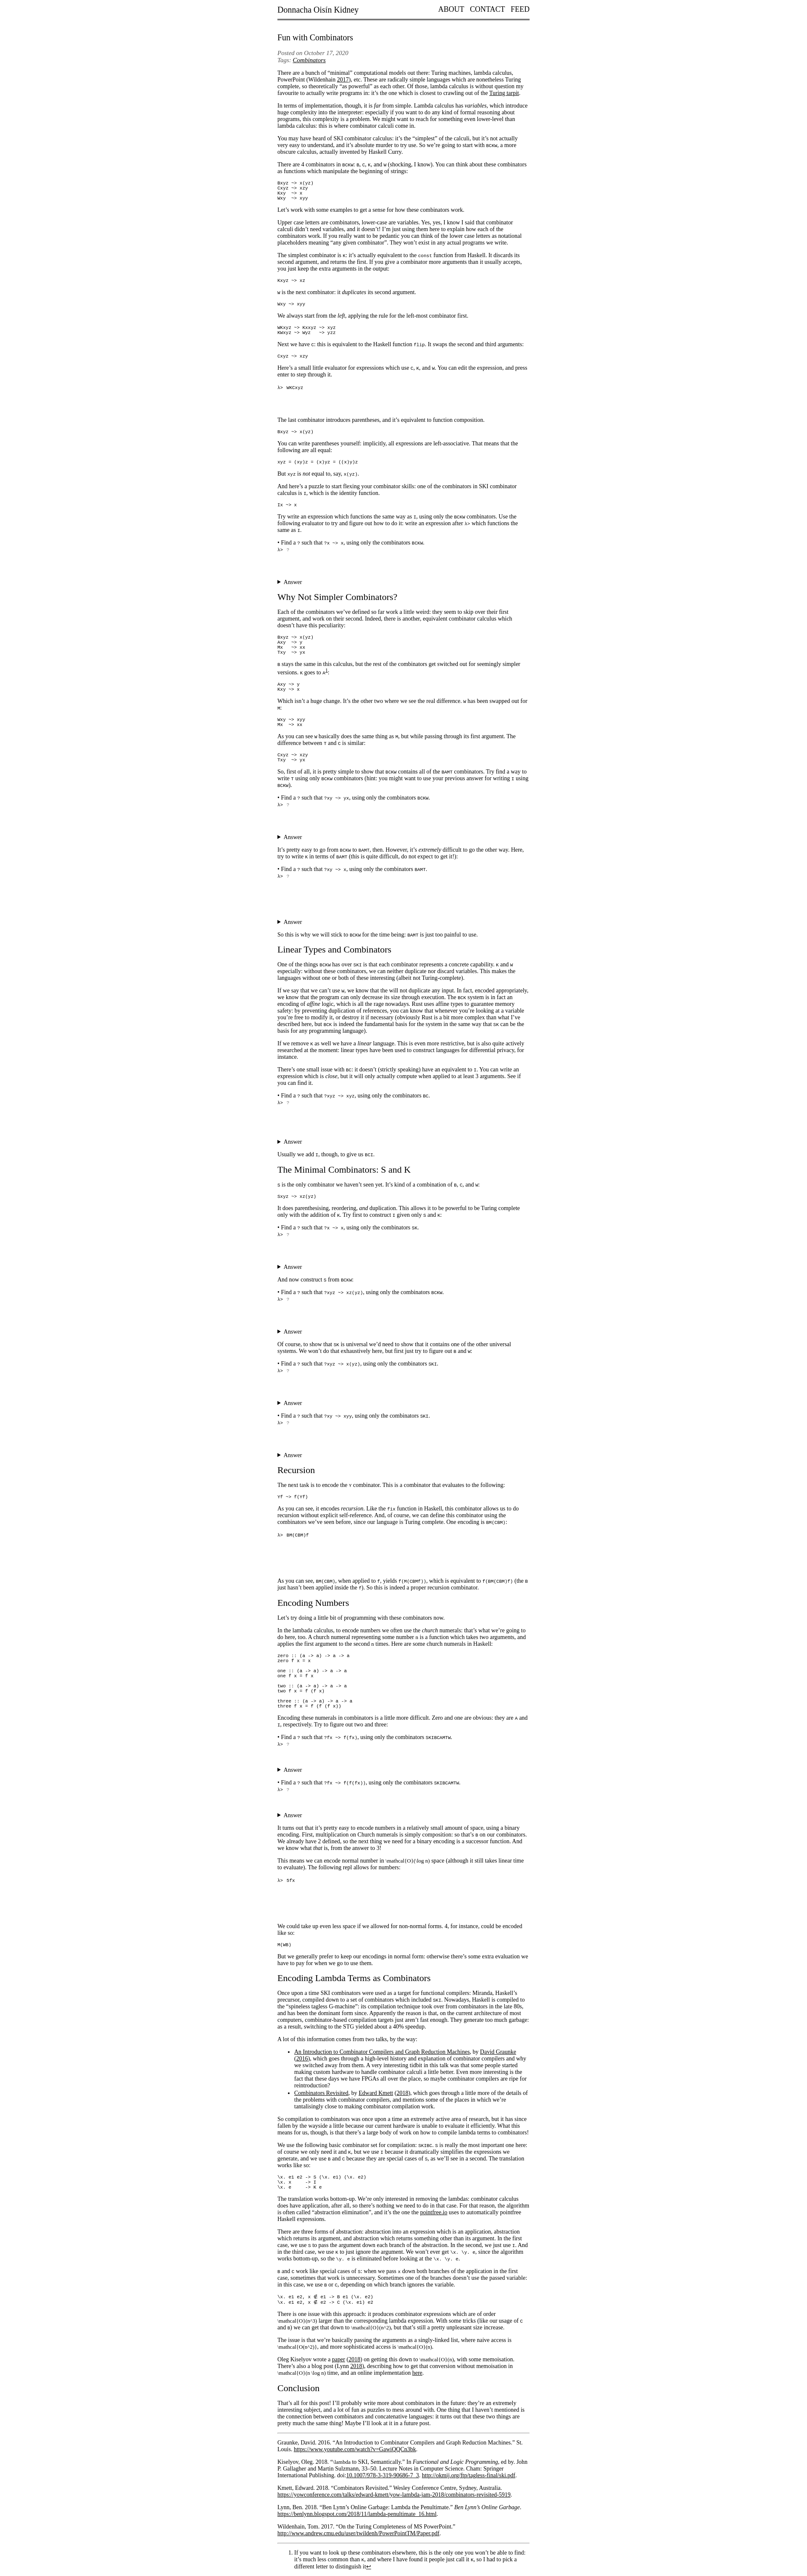 Donnacha Oisín Kidney
ABOUT CONTACT FEED
Fun with Combinators
Posted on October 17, 2020
Tags: Combinators
There are a bunch of “minimal” computational models out there: Turing machines, lambda calculus,
PowerPoint (Wildenhain 2017), etc. These are radically simple languages which are nonetheless Turing
complete, so theoretically “as powerful” as each other. Of those, lambda calculus is without question my
favourite to actually write programs in: it’s the one which is closest to crawling out of the Turing tarpit.
In terms of implementation, though, it is far from simple. Lambda calculus has variables, which introduce
huge complexity into the interpreter: especially if you want to do any kind of formal reasoning about
programs, this complexity is a problem. We might want to reach for something even lower-level than
lambda calculus: this is where combinator calculi come in.
You may have heard of SKI combinator calculus: it’s the “simplest” of the calculi, but it’s not actually
very easy to understand, and it’s absolute murder to try use. So we’re going to start with BCKW, a more
obscure calculus, actually invented by Haskell Curry.
There are 4 combinators in BCKW: B, C, K, and W (shocking, I know). You can think about these combinators
as functions which manipulate the beginning of strings:
Bxyz ~> x(yz)
Cxyz ~> xzy
Kxy ~> x
Wxy ~> xyy
Let’s work with some examples to get a sense for how these combinators work.
Upper case letters are combinators, lower-case are variables. Yes, yes, I know I said that combinator
calculi didn’t need variables, and it doesn’t! I’m just using them here to explain how each of the
combinators work. If you really want to be pedantic you can think of the lower case letters as notational
placeholders meaning “any given combinator”. They won’t exist in any actual programs we write.
The simplest combinator is K: it’s actually equivalent to the const function from Haskell. It discards its
second argument, and returns the first. If you give a combinator more arguments than it usually accepts,
you just keep the extra arguments in the output:
Kxyz ~> xz
W is the next combinator: it duplicates its second argument.
Wxy ~> xyy
We always start from the left, applying the rule for the left-most combinator first.
WKxyz ~> Kxxyz ~> xyz
KWxyz ~> Wyz ~> yzz
Next we have C: this is equivalent to the Haskell function flip. It swaps the second and third arguments:
Cxyz ~> xzy
Here’s a small little evaluator for expressions which use C, K, and W. You can edit the expression, and press
enter to step through it.
λ> WKCxyz
The last combinator introduces parentheses, and it’s equivalent to function composition.
Bxyz ~> x(yz)
You can write parentheses yourself: implicitly, all expressions are left-associative. That means that the
following are all equal:
xyz = (xy)z = (x)yz = ((x)y)z
But xyz is not equal to, say, x(yz).
And here’s a puzzle to start flexing your combinator skills: one of the combinators in SKI combinator
calculus is I, which is the identity function.
Ix ~> x
Try write an expression which functions the same way as I, using only the BCKW combinators. Use the
following evaluator to try and figure out how to do it: write an expression after λ> which functions the
same as I.
• Find a ? such that ?x ~> x, using only the combinators BCKW.
λ> ?
▶ Answer
Why Not Simpler Combinators?
Each of the combinators we’ve defined so far work a little weird: they seem to skip over their first
argument, and work on their second. Indeed, there is another, equivalent combinator calculus which
doesn’t have this peculiarity:
Bxyz ~> x(yz)
Axy ~> y
Mx ~> xx
Txy ~> yx
B stays the same in this calculus, but the rest of the combinators get switched out for seemingly simpler
versions. K goes to A1:
Axy ~> y
Kxy ~> x
Which isn’t a huge change. It’s the other two where we see the real difference. W has been swapped out for
M:
Wxy ~> xyy
Mx ~> xx
As you can see W basically does the same thing as M, but while passing through its first argument. The
difference between T and C is similar:
Cxyz ~> xzy
Txy ~> yx
So, first of all, it is pretty simple to show that BCKW contains all of the BAMT combinators. Try find a way to
write T using only BCKW combinators (hint: you might want to use your previous answer for writing I using
BCKW).
• Find a ? such that ?xy ~> yx, using only the combinators BCKW.
λ> ?
▶ Answer
It’s pretty easy to go from BCKW to BAMT, then. However, it’s extremely difficult to go the other way. Here,
try to write K in terms of BAMT (this is quite difficult, do not expect to get it!):
• Find a ? such that ?xy ~> x, using only the combinators BAMT.
λ> ?
▶ Answer
So this is why we will stick to BCKW for the time being: BAMT is just too painful to use.
Linear Types and Combinators
One of the things BCKW has over SKI is that each combinator represents a concrete capability. K and W
especially: without these combinators, we can neither duplicate nor discard variables. This makes the
languages without one or both of these interesting (albeit not Turing-complete).
If we say that we can’t use W, we know that the will not duplicate any input. In fact, encoded appropriately,
we know that the program can only decrease its size through execution. The BCK system is in fact an
encoding of affine logic, which is all the rage nowadays. Rust uses affine types to guarantee memory
safety: by preventing duplication of references, you can know that whenever you’re looking at a variable
you’re free to modify it, or destroy it if necessary (obviously Rust is a bit more complex than what I’ve
described here, but BCK is indeed the fundamental basis for the system in the same way that SK can be the
basis for any programming language).
If we remove K as well we have a linear language. This is even more restrictive, but is also quite actively
researched at the moment: linear types have been used to construct languages for differential privacy, for
instance.
There’s one small issue with BC: it doesn’t (strictly speaking) have an equivalent to I. You can write an
expression which is close, but it will only actually compute when applied to at least 3 arguments. See if
you can find it.
• Find a ? such that ?xyz ~> xyz, using only the combinators BC.
λ> ?
▶ Answer
Usually we add I, though, to give us BCI.
The Minimal Combinators: S and K
S is the only combinator we haven’t seen yet. It’s kind of a combination of B, C, and W:
Sxyz ~> xz(yz)
It does parenthesising, reordering, and duplication. This allows it to be powerful to be Turing complete
only with the addition of K. Try first to construct I given only S and K:
• Find a ? such that ?x ~> x, using only the combinators SK.
λ> ?
▶ Answer
And now construct S from BCKW:
• Find a ? such that ?xyz ~> xz(yz), using only the combinators BCKW.
λ> ?
▶ Answer
Of course, to show that SK is universal we’d need to show that it contains one of the other universal
systems. We won’t do that exhaustively here, but first just try to figure out B and W:
• Find a ? such that ?xyz ~> x(yz), using only the combinators SKI.
λ> ?
▶ Answer
• Find a ? such that ?xy ~> xyy, using only the combinators SKI.
λ> ?
▶ Answer
Recursion
The next task is to encode the Y combinator. This is a combinator that evaluates to the following:
Yf ~> f(Yf)
As you can see, it encodes recursion. Like the fix function in Haskell, this combinator allows us to do
recursion without explicit self-reference. And, of course, we can define this combinator using the
combinators we’ve seen before, since our language is Turing complete. One encoding is BM(CBM):
λ> BM(CBM)f
As you can see, BM(CBM), when applied to f, yields f(M(CBMf)), which is equivalent to f(BM(CBM)f) (the B
just hasn’t been applied inside the f). So this is indeed a proper recursion combinator.
Encoding Numbers
Let’s try doing a little bit of programming with these combinators now.
In the lambda calculus, to encode numbers we often use the church numerals: that’s what we’re going to
do here, too. A church numeral representing some number n is a function which takes two arguments, and
applies the first argument to the second n times. Here are some church numerals in Haskell:
zero :: (a -> a) -> a -> a
zero f x = x
one :: (a -> a) -> a -> a
one f x = f x
two :: (a -> a) -> a -> a
two f x = f (f x)
three :: (a -> a) -> a -> a
three f x = f (f (f x))
Encoding these numerals in combinators is a little more difficult. Zero and one are obvious: they are A and
I, respectively. Try to figure out two and three:
• Find a ? such that ?fx ~> f(fx), using only the combinators SKIBCAMTW.
λ> ?
▶ Answer
• Find a ? such that ?fx ~> f(f(fx)), using only the combinators SKIBCAMTW.
λ> ?
▶ Answer
It turns out that it’s pretty easy to encode numbers in a relatively small amount of space, using a binary
encoding. First, multiplication on Church numerals is simply composition: so that’s B on our combinators.
We already have 2 defined, so the next thing we need for a binary encoding is a successor function. And
we know what that is, from the answer to 3!
This means we can encode normal number in \mathcal{O}(\log n) space (although it still takes linear time
to evaluate). The following repl allows for numbers:
λ> 5fx
We could take up even less space if we allowed for non-normal forms. 4, for instance, could be encoded
like so:
M(WB)
But we generally prefer to keep our encodings in normal form: otherwise there’s some extra evaluation we
have to pay for when we go to use them.
Encoding Lambda Terms as Combinators
Once upon a time SKI combinators were used as a target for functional compilers: Miranda, Haskell’s
precursor, compiled down to a set of combinators which included SKI. Nowadays, Haskell is compiled to
the “spineless tagless G-machine”: its compilation technique took over from combinators in the late 80s,
and has been the dominant form since. Apparently the reason is that, on the current architecture most
computers, combinator-based compilation targets just aren’t fast enough. They generate too much garbage:
as a result, switching to the STG yielded about a 40% speedup.
A lot of this information comes from two talks, by the way:
• An Introduction to Combinator Compilers and Graph Reduction Machines, by David Graunke
(2016), which goes through a high-level history and explanation of combinator compilers and why
we switched away from them. A very interesting tidbit in this talk was that some people started
making custom hardware to handle combinator calculi a little better. Even more interesting is the
fact that these days we have FPGAs all over the place, so maybe combinator compilers are ripe for
reintroduction?
• Combinators Revisited, by Edward Kmett (2018), which goes through a little more of the details of
the problems with combinator compilers, and mentions some of the places in which we’re
tantalisingly close to making combinator compilation work.
So compilation to combinators was once upon a time an extremely active area of research, but it has since
fallen by the wayside a little because our current hardware is unable to evaluate it efficiently. What this
means for us, though, is that there’s a large body of work on how to compile lambda terms to combinators!
We use the following basic combinator set for compilation: SKIBC. S is really the most important one here:
of course we only need it and K, but we use I because it dramatically simplifies the expressions we
generate, and we use B and C because they are special cases of S, as we’ll see in a second. The translation
works like so:
\x. e1 e2 -> S (\x. e1) (\x. e2)
\x. x -> I
\x. e -> K e
The translation works bottom-up. We’re only interested in removing the lambdas: combinator calculus
does have application, after all, so there’s nothing we need to do in that case. For that reason, the algorithm
is often called “abstraction elimination”, and it’s the one the pointfree.io uses to automatically pointfree
Haskell expressions.
There are three forms of abstraction: abstraction into an expression which is an application, abstraction
which returns its argument, and abstraction which returns something other than its argument. In the first
case, we use S to pass the argument down each branch of the abstraction. In the second, we just use I. And
in the third case, we use K to just ignore the argument. We won’t ever get \x. \y. e, since the algorithm
works bottom-up, so the \y. e is eliminated before looking at the \x. \y. e.
B and C work like special cases of S: when we pass x down both branches of the application in the first
case, sometimes that work is unnecessary. Sometimes one of the branches doesn’t use the passed variable:
in this case, we use B or C, depending on which branch ignores the variable.
\x. e1 e2, x ∉ e1 -> B e1 (\x. e2)
\x. e1 e2, x ∉ e2 -> C (\x. e1) e2
There is one issue with this approach: it produces combinator expressions which are of order
\mathcal{O}(n^3) larger than the corresponding lambda expression. With some tricks (like our usage of C
and B) we can get that down to \mathcal{O}(n^2), but that’s still a pretty unpleasant size increase.
The issue is that we’re basically passing the arguments as a singly-linked list, where naive access is
\mathcal{O(n^2)}, and more sophisticated access is \mathcal{O}(n).
Oleg Kiselyov wrote a paper (2018) on getting this down to \mathcal{O}(n), with some memoisation.
There’s also a blog post (Lynn 2018), describing how to get that conversion without memoisation in
\mathcal{O}(n \log n) time, and an online implementation here.
Conclusion
That’s all for this post! I’ll probably write more about combinators in the future: they’re an extremely
interesting subject, and a lot of fun as puzzles to mess around with. One thing that I haven’t mentioned is
the connection between combinators and concatenative languages: it turns out that these two things are
pretty much the same thing! Maybe I’ll look at it in a future post.
Graunke, David. 2016. “An Introduction to Combinator Compilers and Graph Reduction Machines.” St.
Louis. https://www.youtube.com/watch?v=GawiQQCn3bk.
Kiselyov, Oleg. 2018. “\lambda to SKI, Semantically.” In Functional and Logic Programming, ed by. John
P. Gallagher and Martin Sulzmann, 33–50. Lecture Notes in Computer Science. Cham: Springer
International Publishing. doi:10.1007/978-3-319-90686-7_3. http://okmij.org/ftp/tagless-final/ski.pdf.
Kmett, Edward. 2018. “Combinators Revisited.” Wesley Conference Centre, Sydney, Australia.
https://yowconference.com/talks/edward-kmett/yow-lambda-jam-2018/combinators-revisited-5919.
Lynn, Ben. 2018. “Ben Lynn’s Online Garbage: Lambda the Penultimate.” Ben Lynn’s Online Garbage.
https://benlynn.blogspot.com/2018/11/lambda-penultimate_16.html.
Wildenhain, Tom. 2017. “On the Turing Completeness of MS PowerPoint.”
http://www.andrew.cmu.edu/user/twildenh/PowerPointTM/Paper.pdf.
1. If you want to look up these combinators elsewhere, this is the only one you won’t be able to find:
it’s much less common than K, and where I have found it people just call it K, so I had to pick a
different letter to distinguish it↩